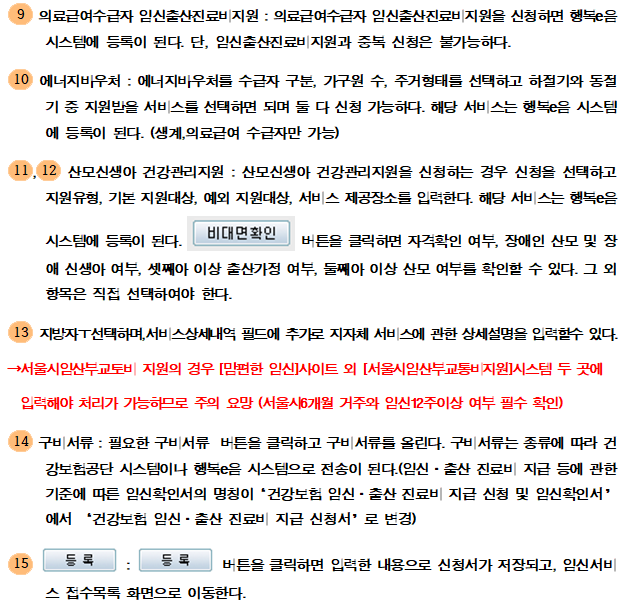 9 의료급여수급자 임신출산진료비지원 : 의료급여수급자 임신출산진료비지원을 신청하면 행복e음
시스템에 등록이 된다. 단, 임신출산진료비지원과 중복 신청은 불가능하다.
10 에너지바우처 : 에너지바우처를 수급자 구분, 가구원 수, 주거형태를 선택하고 하절기와 동절
기 중 지원받을 서비스를 선택하면 되며 둘 다 신청 가능하다. 해당 서비스는 행복e음 시스템
에 등록이 된다. (생계,의료급여 수급자만 가능)
11, 12 산모신생아 건강관리지원 : 산모신생아 건강관리지원을 신청하는 경우 신청을 선택하고
지원유형, 기본 지원대상, 예외 지원대상, 서비스 제공장소를 입력한다. 해당 서비스는 행복e음
시스템에 등록이 된다. 비대면확인 버튼을 클릭하면 자격확인 여부, 장애인 산모 및 장
애 신생아 여부, 셋째아 이상 출산가정 여부, 둘째아 이상 산모 여부를 확인할 수 있다. 그 외
항목은 직접 선택하여야 한다.
13 지방자ㅜ선택하며,서비스상세내역 필드에 추가로 지자체 서비스에 관한 상세설명을 입력할수 있다.
→서울시임산부교통비 지원의 경우 [맘편한 임신]사이트 외 [서울시임산부교통비지원]시스템 두 곳에
입력해야 처리가 가능하므로 주의 요망 (서울시6개월 거주와 임신12주이상 여부 필수 확인)
14 구비서류 : 필요한 구비서류 버튼을 클릭하고 구비서류를 올린다. 구비서류는 종류에 따라 건
강보험공단 시스템이나 행복e음 시스템으로 전송이 된다.(임신·출산 진료비 지급 등에 관한
기준에 따른 임신확인서의 명칭이 ‘건강보험 임신·출산 진료비 지급 신청 및 임신확인서’
에서 ‘건강보험 임신·출산 진료비 지급 신청서’로 변경)
15 등 록 : 등 록 버튼을 클릭하면 입력한 내용으로 신청서가 저장되고, 임신서비
스 접수목록 화면으로 이동한다.